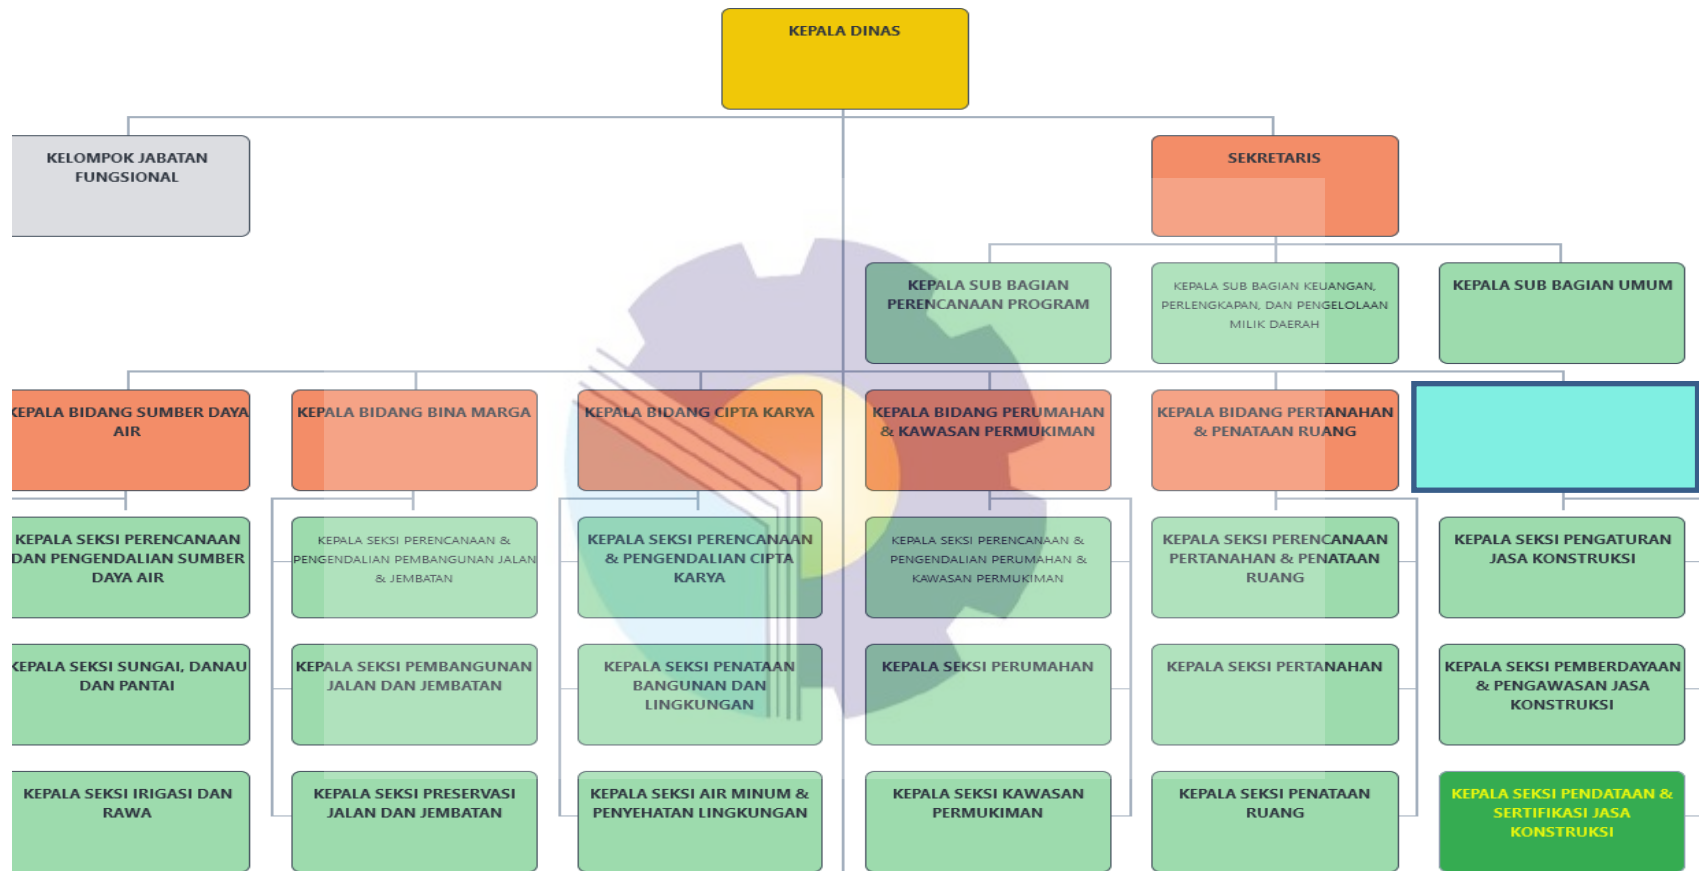 KEPALA DINAS
KELOMPOK JABATAN
FUNGSIONAL
SEKRETARIS
KEPALA SUB BAGIAN
PERENCANAAN PROGRAM
KEPALA SUB BAGIAN KEUANGAN,
PERLENGKAPAN, DAN PENGELOLAAN
MILIK DAERAH
KEPALA SUB BAGIAN UMUM
KEPALA BIDANG SUMBER DAYA
AIR
KEPALA BIDANG BINA MARGA
KEPALA BIDANG CIPTA KARYA
KEPALA BIDANG PERUMAHAN
& KAWASAN PERMUKIMAN
KEPALA BIDANG PERTANAHAN
& PENATAAN RUANG
KEPALA SEKSI PERENCANAAN
DAN PENGENDALIAN SUMBER
DAYA AIR
KEPALA SEKSI PERENCANAAN &
PENGENDALIAN PEMBANGUNAN JALAN
& JEMBATAN
KEPALA SEKSI PERENCANAAN
& PENGENDALIAN CIPTA
KARYA
KEPALA SEKSI PERENCANAAN &
PENGENDALIAN PERUMAHAN &
KAWASAN PERMUKIMAN
KEPALA SEKSI PERENCANAAN
PERTANAHAN & PENATAAN
RUANG
KEPALA SEKSI PENGATURAN
JASA KONSTRUKSI
KEPALA SEKSI SUNGAI, DANAU
DAN PANTAI
KEPALA SEKSI PEMBANGUNAN
JALAN DAN JEMBATAN
KEPALA SEKSI PENATAAN
BANGUNAN DAN
LINGKUNGAN
KEPALA SEKSI PERUMAHAN
KEPALA SEKSI PERTANAHAN
KEPALA SEKSI PEMBERDAYAAN
& PENGAWASAN JASA
KONSTRUKSI
KEPALA SEKSI IRIGASI DAN
RAWA
KEPALA SEKSI PRESERVASI
JALAN DAN JEMBATAN
KEPALA SEKSI AIR MINUM &
PENYEHATAN LINGKUNGAN
KEPALA SEKSI KAWASAN
PERMUKIMAN
KEPALA SEKSI PENATAAN
RUANG
KEPALA SEKSI PENDATAAN &
SERTIFIKASI JASA
KONSTRUKSI